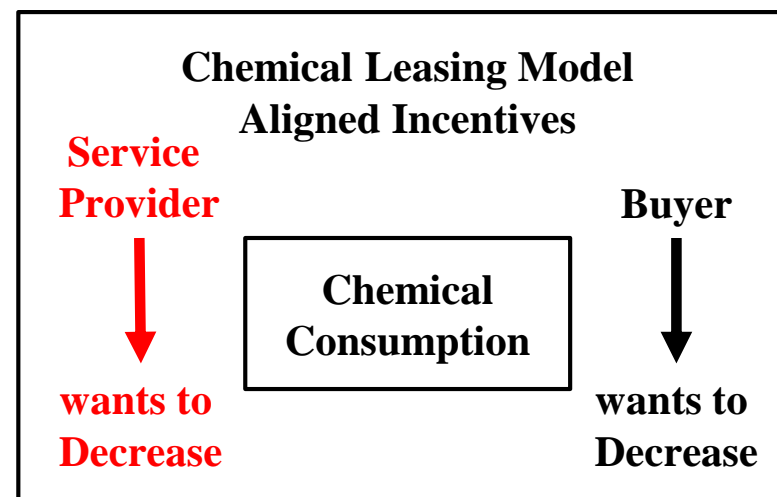 Chemical Leasing Model
Aligned Incentives
Service
Provider
Buyer
Chemical
Consumption
wants to
Decrease
wants to
Decrease